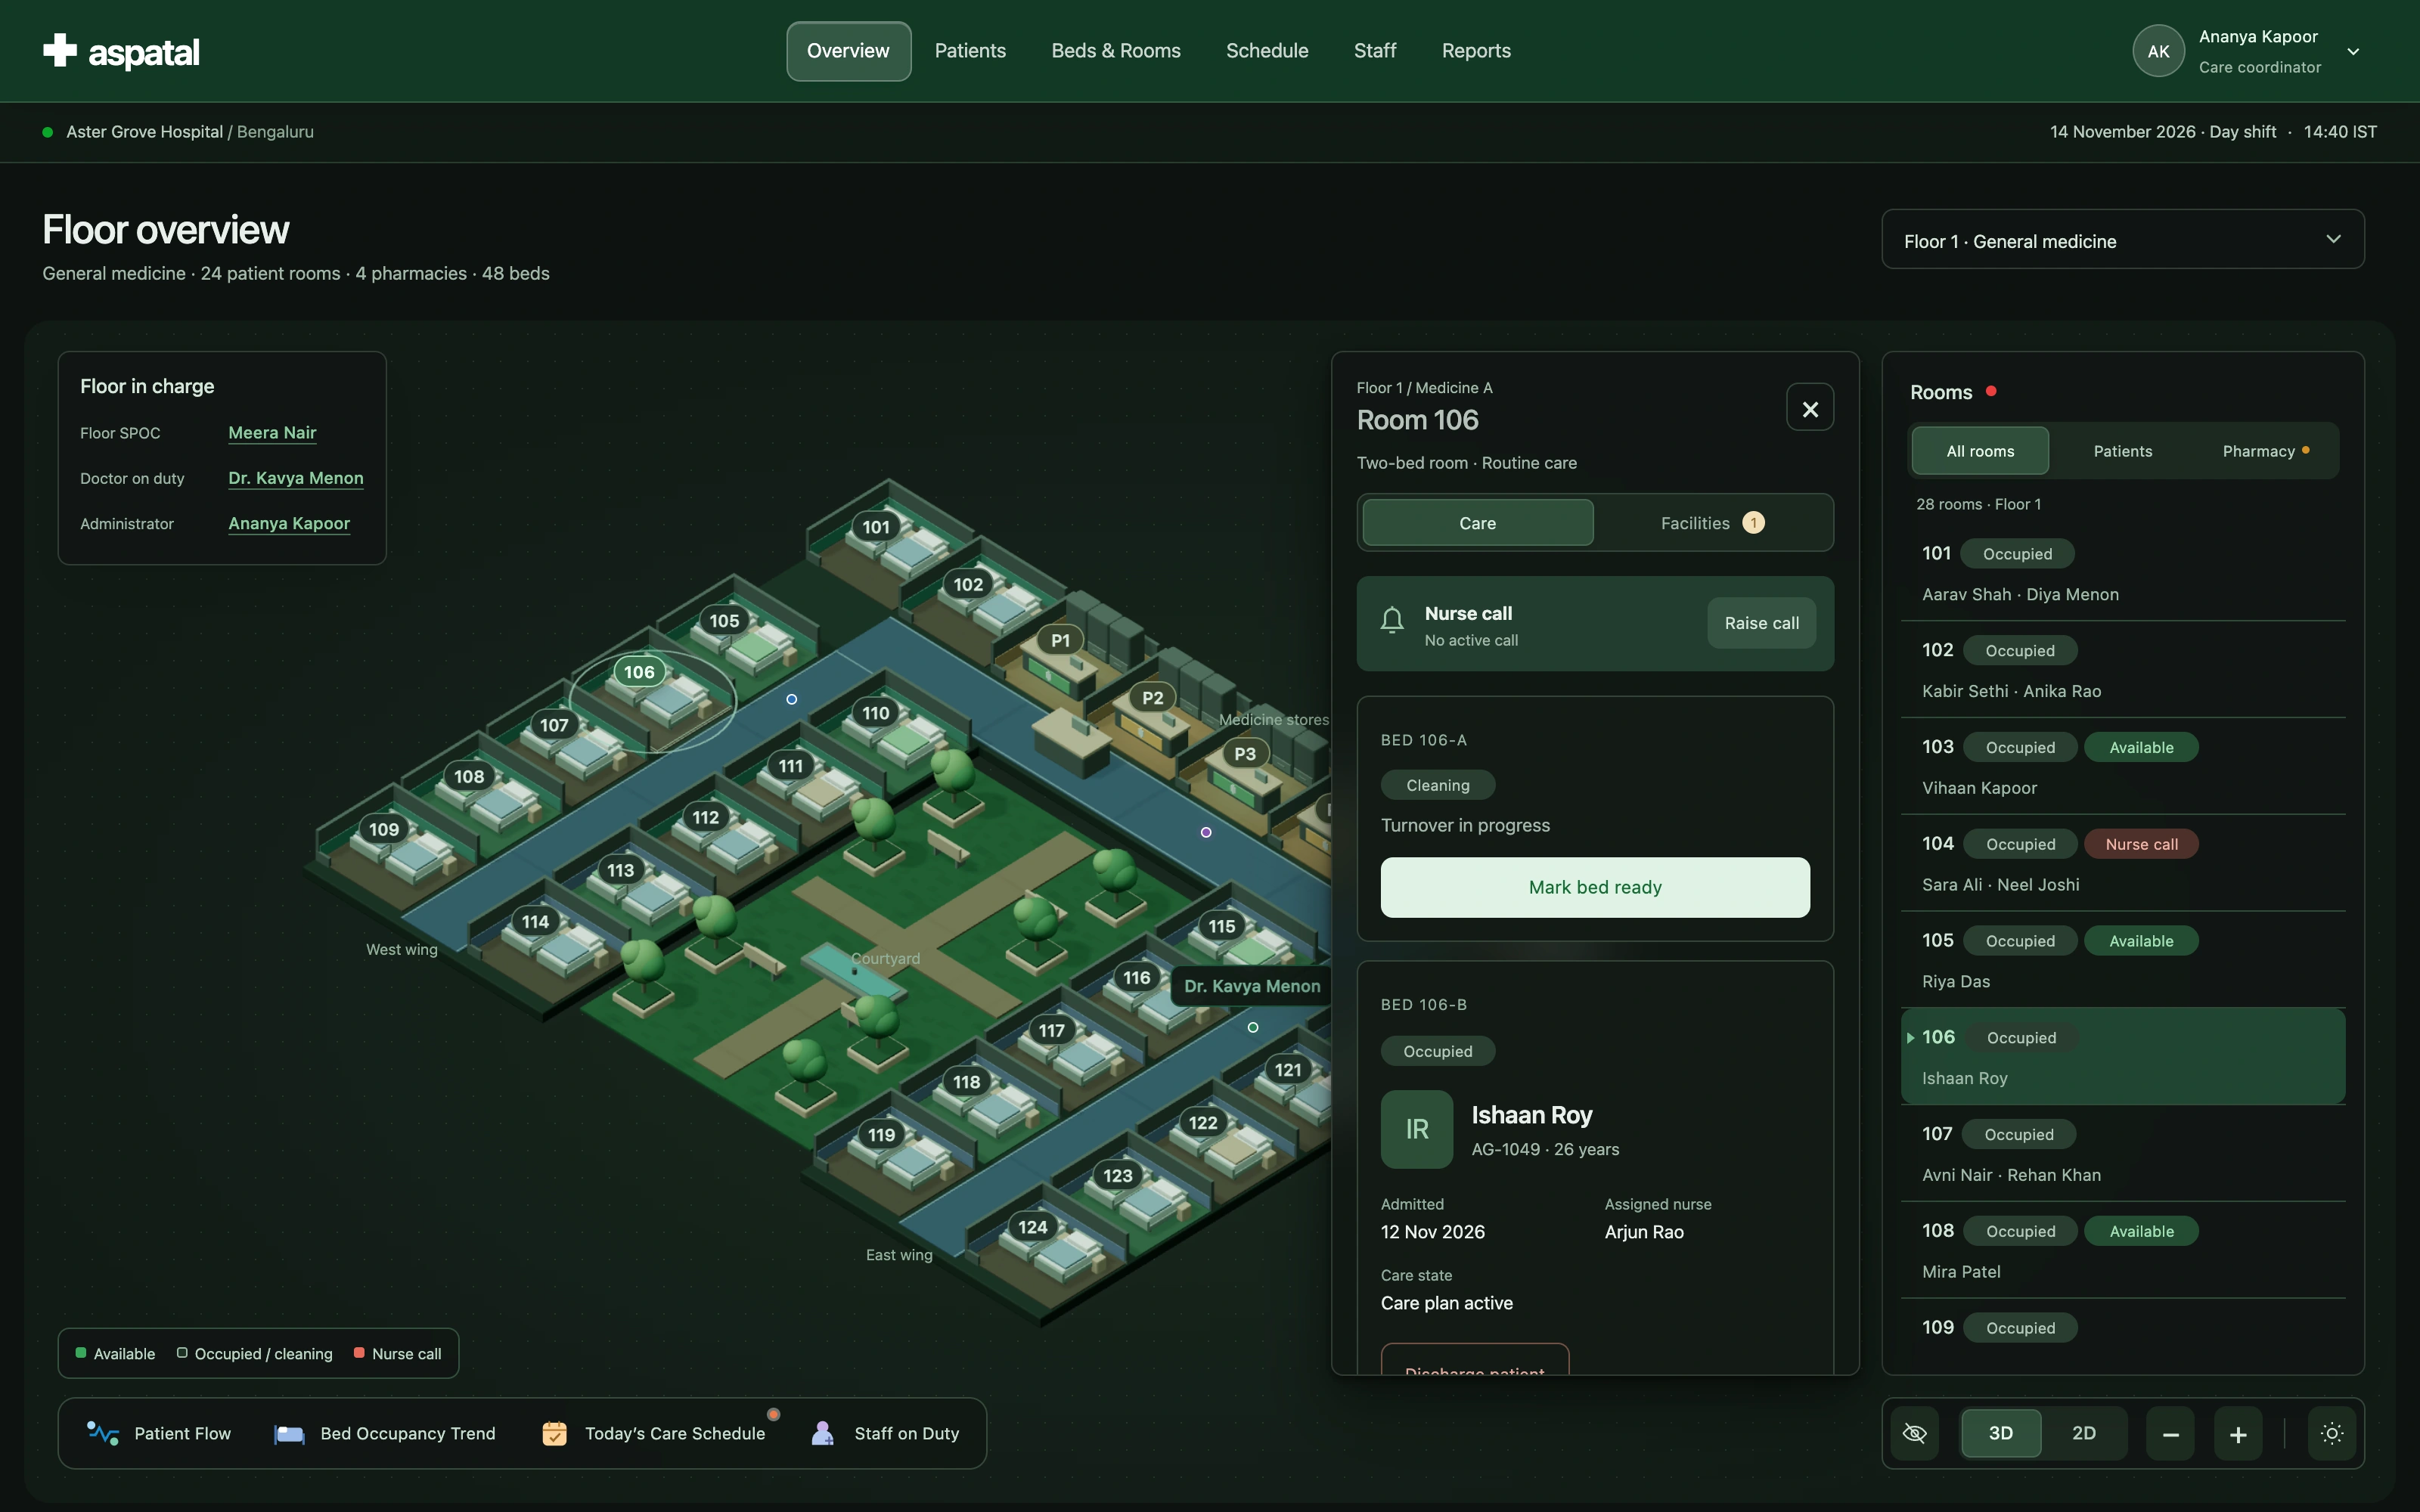 aspatal
Overview
Patients
Beds & Rooms
Schedule
Staff
Reports
AK
Ananya Kapoor
Care coordinator
Aster Grove Hospital / Bengaluru
14 November 2026 · Day shift · 14:40 IST
Floor overview
General medicine · 24 patient rooms · 4 pharmacies · 48 beds
Floor 1 · General medicine
Floor in charge
Floor SPOC Meera Nair
Doctor on duty Dr. Kavya Menon
Administrator Ananya Kapoor
101
102
105
P1
106
P2
107
110
Medicine stores
P3
108
111
109
112
113
114
115
West wing
Courtyard
116
Dr. Kavya Menon
117
121
118
122
119
123
124
East wing
Available
Occupied / cleaning
Nurse call
Patient Flow
Bed Occupancy Trend
Today's Care Schedule
Staff on Duty
Floor 1 / Medicine A
Room 106
Two-bed room · Routine care
Care
Facilities 1
Nurse call
No active call
Raise call
BED 106-A
Cleaning
Turnover in progress
Mark bed ready
BED 106-B
Occupied
IR
Ishaan Roy
AG-1049 · 26 years
Admitted
12 Nov 2026
Assigned nurse
Arjun Rao
Care state
Care plan active
Discharge patient
Rooms
All rooms
Patients
Pharmacy
28 rooms · Floor 1
101 Occupied
Aarav Shah · Diya Menon
102 Occupied
Kabir Sethi · Anika Rao
103 Occupied Available
Vihaan Kapoor
104 Occupied Nurse call
Sara Ali · Neel Joshi
105 Occupied Available
Riya Das
106 Occupied
Ishaan Roy
107 Occupied
Avni Nair · Rehan Khan
108 Occupied Available
Mira Patel
109 Occupied
3D
2D